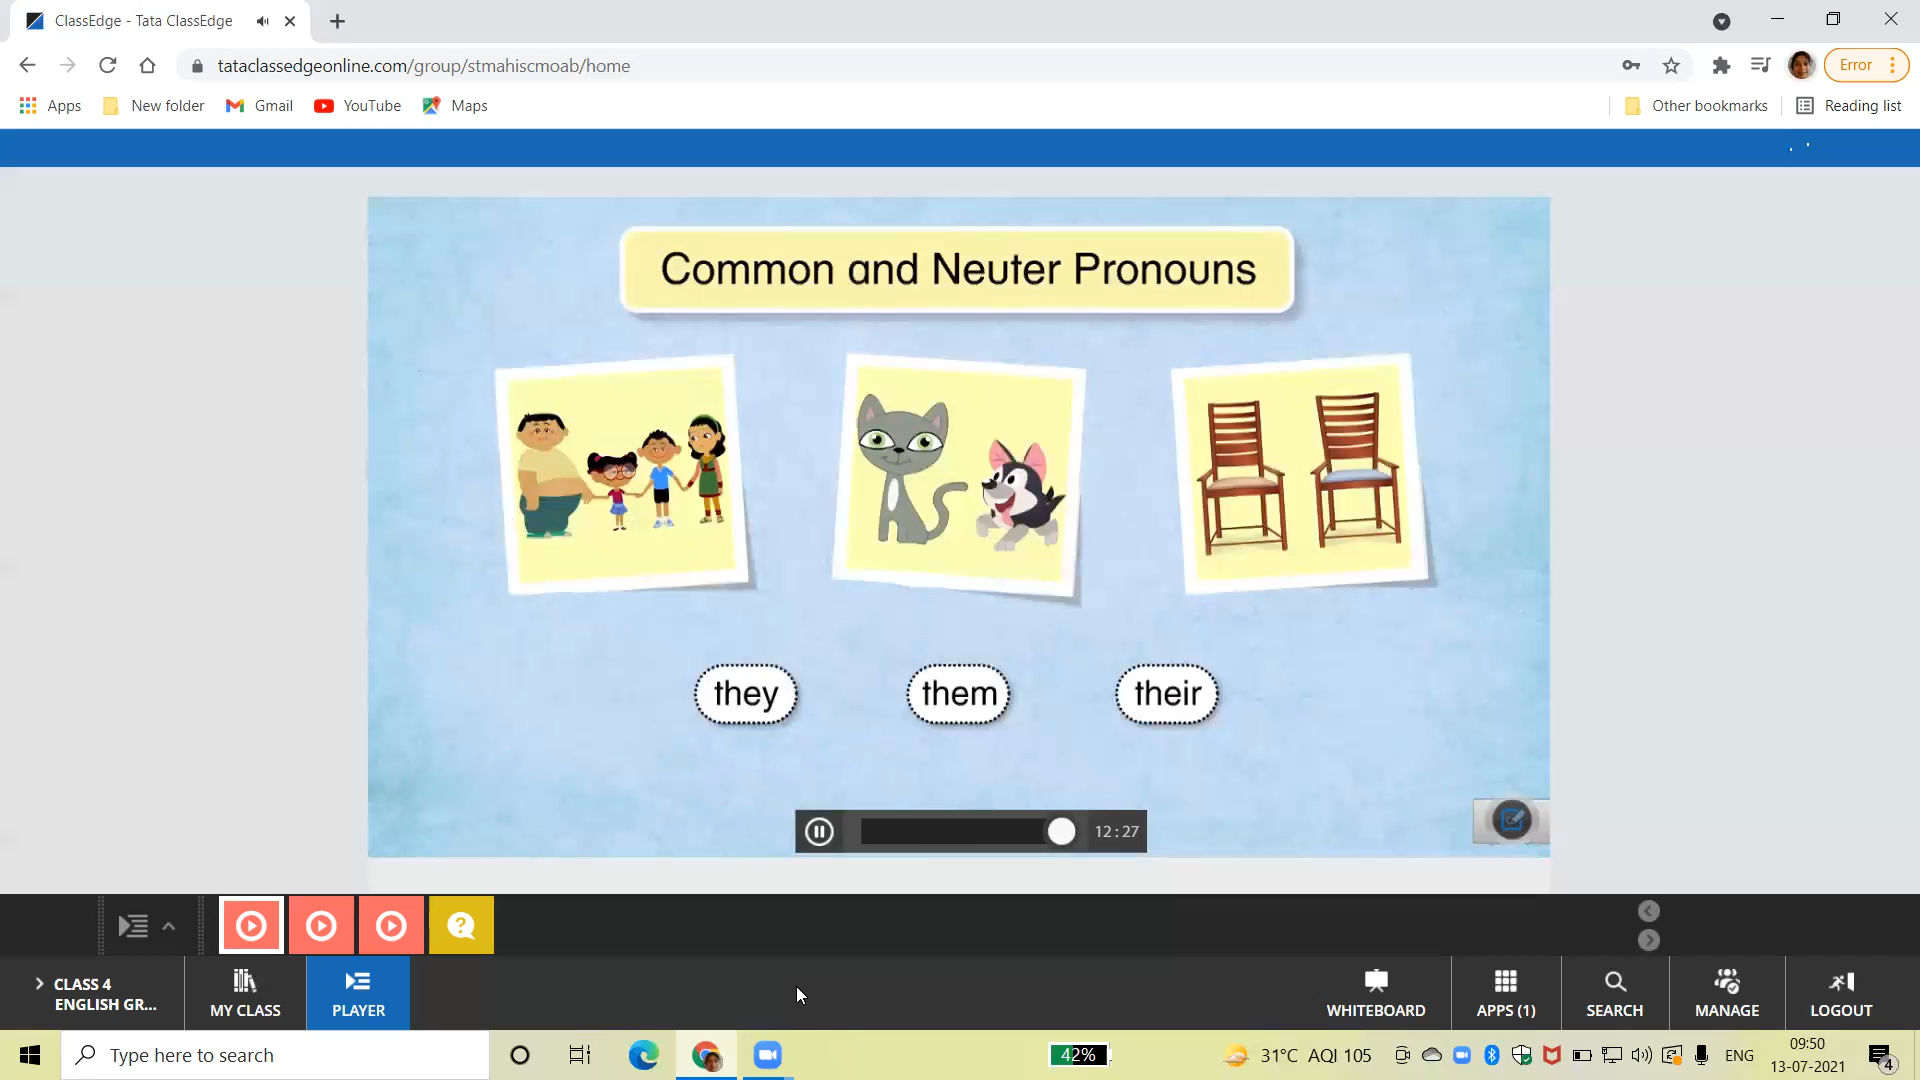 ClassEdge - Tata ClassEdge
tataclassedgeonline.com/group/stmahiscmoab/home
Error
Apps
New folder
Gmail
YouTube
Maps
Other bookmarks
Reading list
Common and Neuter Pronouns
they
them
their
12:27
CLASS 4
ENGLISH GR...
MY CLASS
PLAYER
WHITEBOARD
APPS (1)
SEARCH
MANAGE
LOGOUT
Type here to search
42%
31°C AQI 105
ENG
09:50
13-07-2021
4